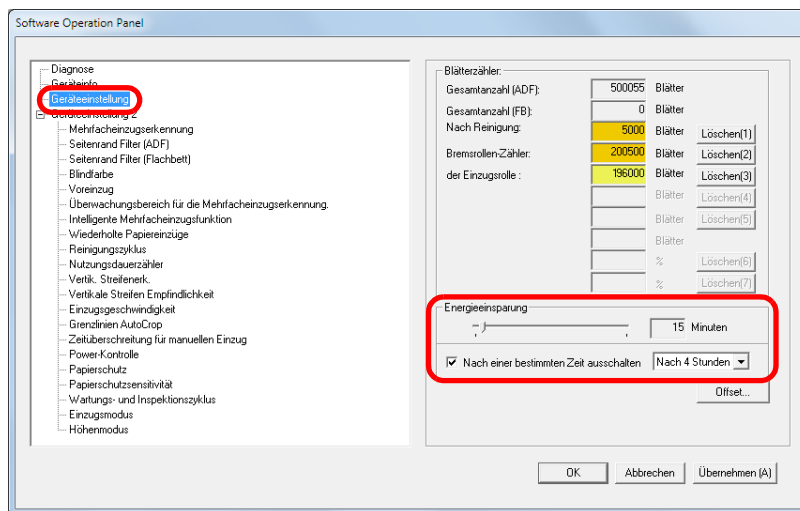 Software Operation Panel
Diagnose
Geräteinfo
Geräteeinstellung
Geräteeinstellung 2
Mehrfacheinzugserkennung
Seitenrand Filter (ADF)
Seitenrand Filter (Flachbett)
Blindfarbe
Voreinzug
Überwachungsbereich für die Mehrfacheinzugserkennung.
Intelligente Mehrfacheinzugsfunktion
Wiederholte Papiereinzüge
Reinigungszyklus
Nutzungsdauerzähler
Vertik. Streifenerk.
Vertikale Streifen Empfindlichkeit
Einzugsgeschwindigkeit
Grenzlinien AutoCrop
Zeitüberschreitung für manuellen Einzug
Power-Kontrolle
Papierschutz
Papierschutzsensitivität
Wartungs- und Inspektionszyklus
Einzugsmodus
Höhenmodus
Blätterzähler:
Gesamtanzahl (ADF): 500055 Blätter
Gesamtanzahl (FB): 0 Blätter
Nach Reinigung: 5000 Blätter Löschen(1)
Bremsrollen-Zähler: 200500 Blätter Löschen(2)
der Einzugsrolle : 196000 Blätter Löschen(3)
Blätter Löschen(4)
Blätter Löschen(5)
Blätter
% Löschen(6)
% Löschen(7)
Energieeinsparung
15 Minuten
Nach einer bestimmten Zeit ausschalten Nach 4 Stunden
Offset...
OK Abbrechen Übernehmen (A)